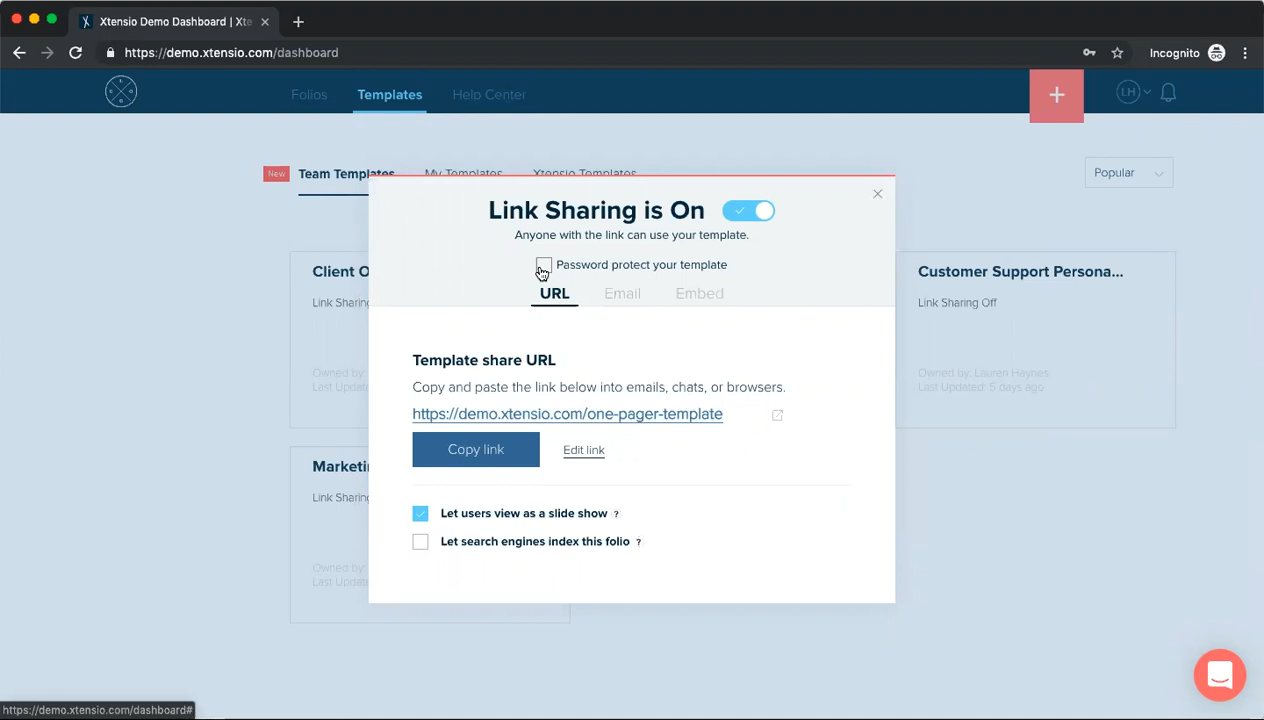 Xtensio Demo Dashboard | Xte
https://demo.xtensio.com/dashboard
Incognito
Folios
Templates
Help Center
+
LH
New
Team Templates
My Templates
Xtensio Templates
Popular
Link Sharing is On
Anyone with the link can use your template.
Password protect your template
URL
Email
Embed
Client O
Link Sharing
Owned by:
Last Update
Customer Support Persona...
Link Sharing Off
Owned by: Lauren Haynes
Last Updated: 5 days ago
Template share URL
Copy and paste the link below into emails, chats, or browsers.
https://demo.xtensio.com/one-pager-template
Copy link
Edit link
Marketi
Link Sharing
Owned by:
Last Update
Let users view as a slide show ?
Let search engines index this folio ?
https://demo.xtensio.com/dashboard#